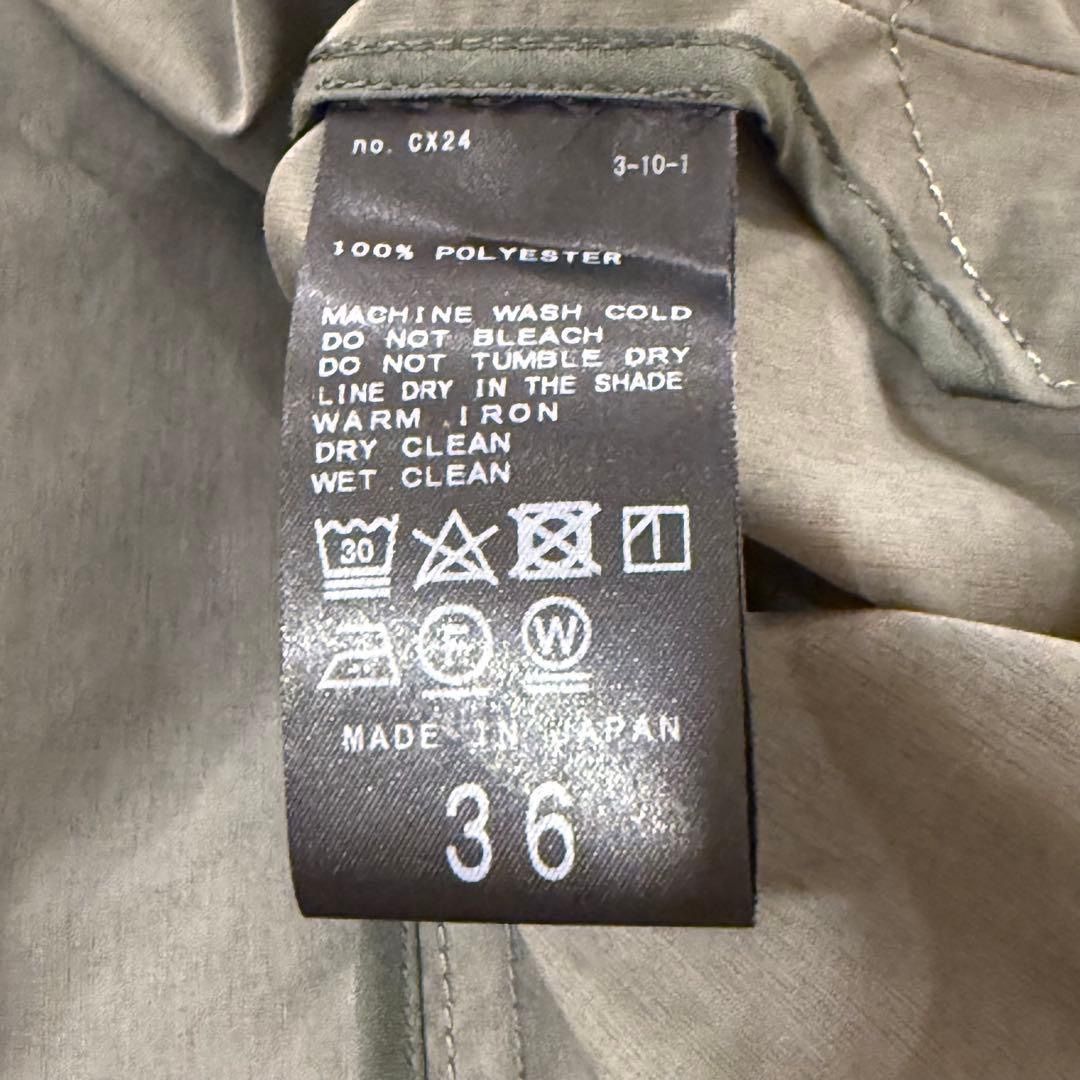 no. CX24
3-10-1
100% POLYESTER
MACHINE WASH COLD
DO NOT BLEACH
DO NOT TUMBLE DRY
LINE DRY IN THE SHADE
WARM IRON
DRY CLEAN
WET CLEAN
30
F W
MADE IN JAPAN
36